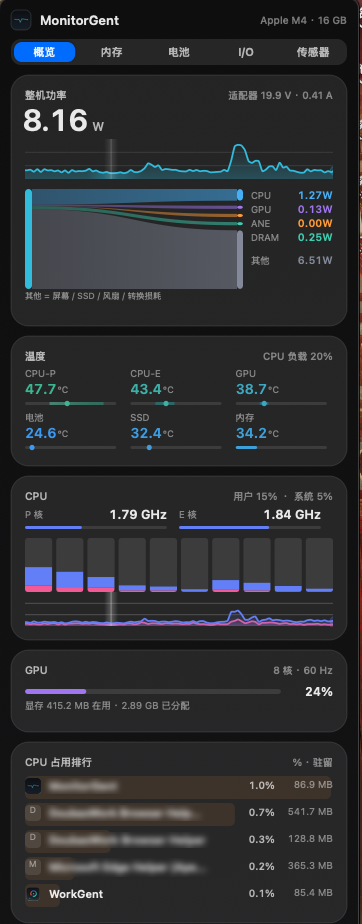 MonitorGent
Apple M4 · 16 GB
概览 内存 电池 I/O 传感器
整机功率 适配器 19.9 V · 0.41 A
8.16 W
CPU 1.27W
GPU 0.13W
ANE 0.00W
DRAM 0.25W
其他 6.51W
其他 = 屏幕 / SSD / 风扇 / 转换损耗
温度 CPU 负载 20%
CPU-P CPU-E GPU
47.7°C 43.4°C 38.7°C
电池 SSD 内存
24.6°C 32.4°C 34.2°C
CPU 用户 15% · 系统 5%
P 核 1.79 GHz E 核 1.84 GHz
GPU 8 核 · 60 Hz
24%
显存 415.2 MB 在用 · 2.89 GB 已分配
CPU 占用排行 % · 驻留
1.0% 86.9 MB
D 0.7% 541.7 MB
D 0.3% 128.8 MB
M 0.2% 365.3 MB
WorkGent 0.1% 85.4 MB